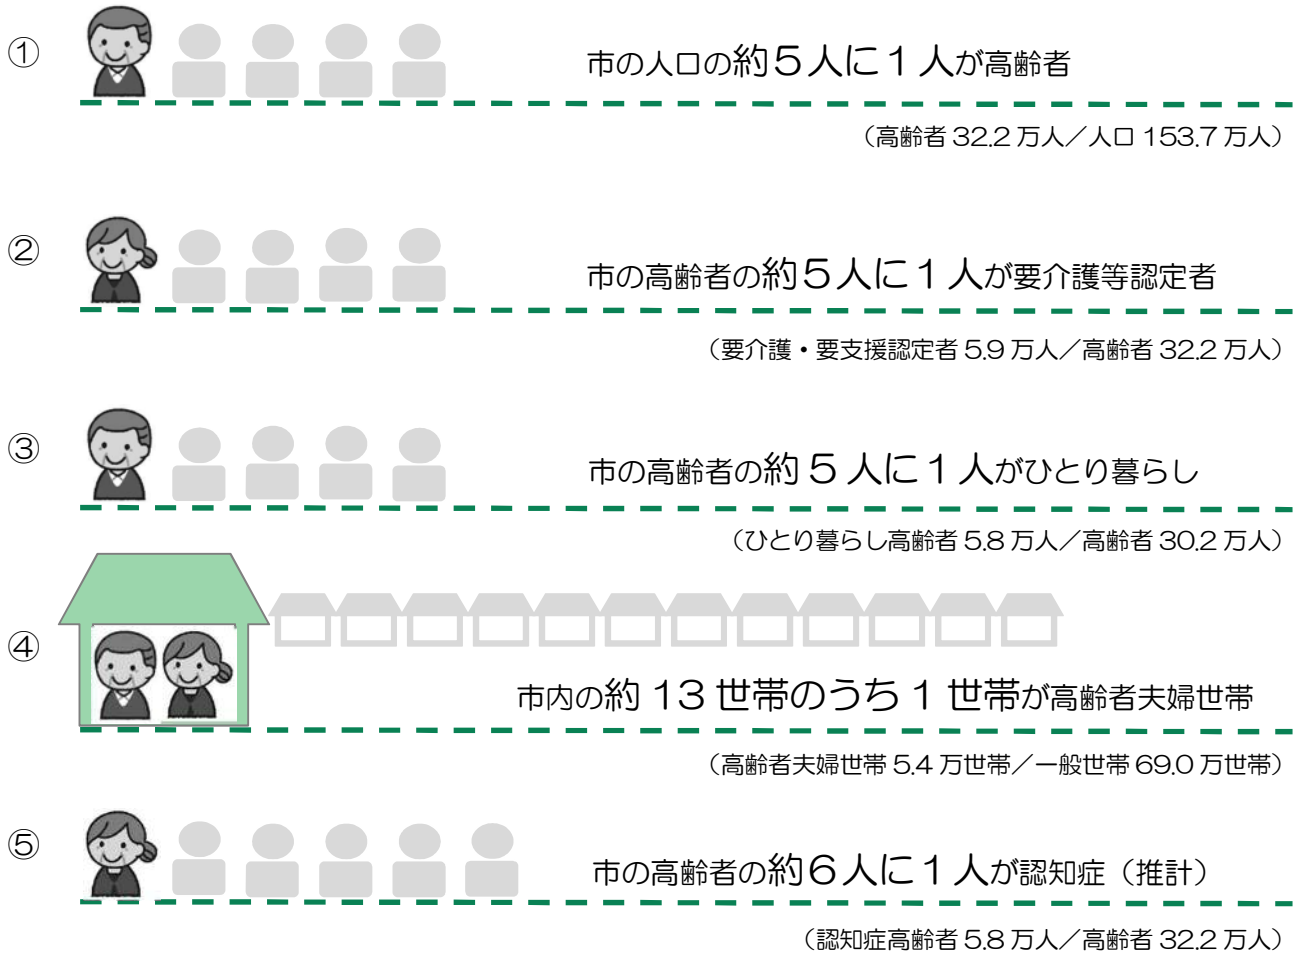 ① 市の人口の約５人に１人が高齢者
（高齢者 32.2 万人／人口 153.7 万人）
② 市の高齢者の約５人に１人が要介護等認定者
（要介護・要支援認定者 5.9 万人／高齢者 32.2 万人）
③ 市の高齢者の約 5 人に１人がひとり暮らし
（ひとり暮らし高齢者 5.8 万人／高齢者 30.2 万人）
④ 市内の約 13 世帯のうち 1 世帯が高齢者夫婦世帯
（高齢者夫婦世帯 5.4 万世帯／一般世帯 69.0 万世帯）
⑤ 市の高齢者の約６人に１人が認知症（推計）
（認知症高齢者 5.8 万人／高齢者 32.2 万人）